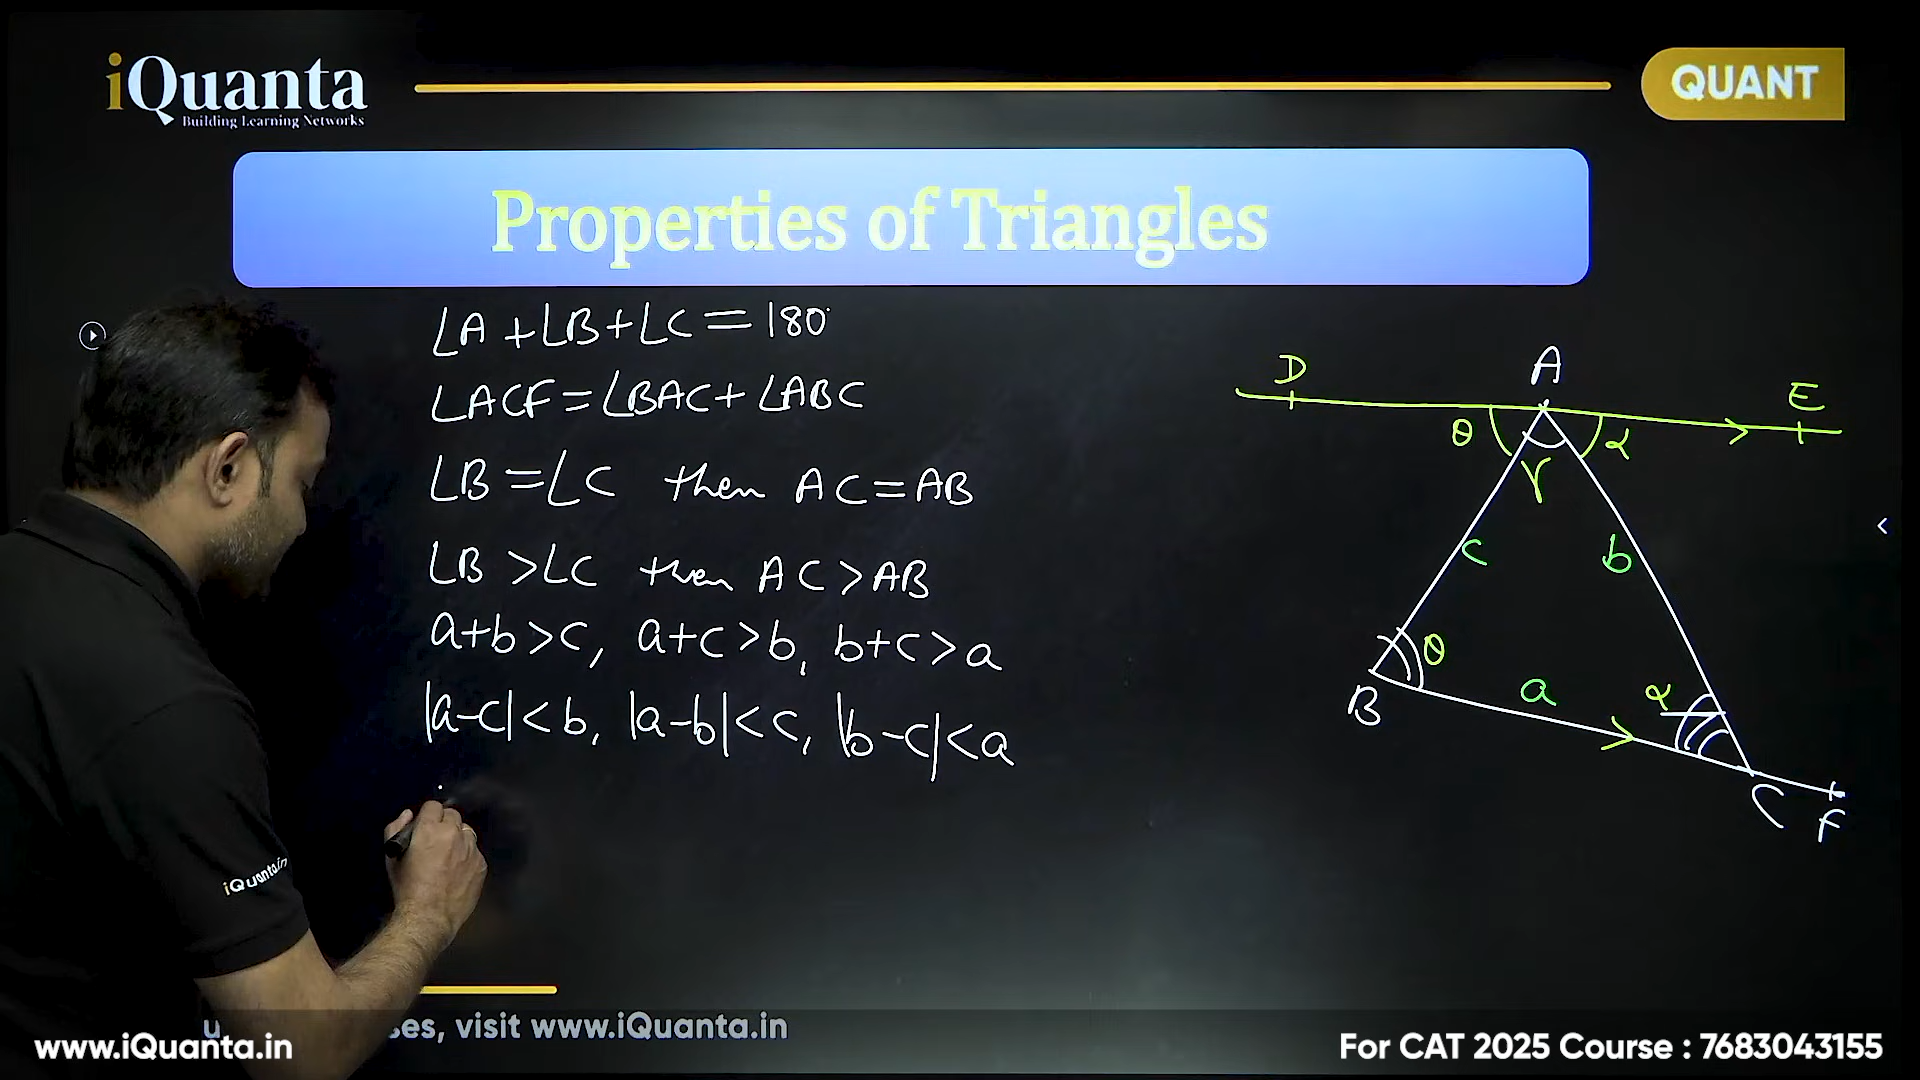 iQuanta
Building Learning Networks
QUANT
Properties of Triangles
∠A + ∠B + ∠C = 180°
∠ACF = ∠BAC + ∠ABC
∠B = ∠C then AC = AB
∠B > ∠C then AC > AB
a+b>c, a+c>b, b+c>a
|a-c|<b, |a-b|<c, |b-c|<a
D
A
E
θ
α
γ
c
b
θ
B
a
α
C
F
iQuanta.in
visit www.iQuanta.in
www.iQuanta.in
For CAT 2025 Course : 7683043155